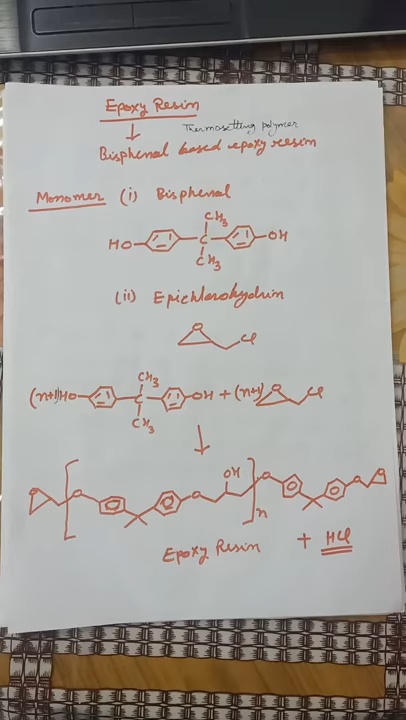 Epoxy Resin
Thermosetting polymer
Bisphenol based epoxy resin
Monomer (i) Bisphenol
CH3
HO C OH
CH3
(ii) Epichlorohydrin
O
Cl
CH3
(n+1)HO C OH + (n+1) O Cl
CH3
OH
O O O O O O
n
Epoxy Resin + HCl